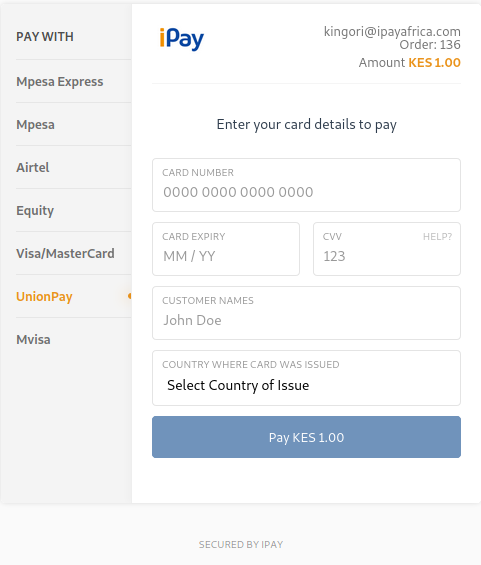 PAY WITH
Mpesa Express
Mpesa
Airtel
Equity
Visa/MasterCard
UnionPay
Mvisa
iPay
kingori@ipayafrica.com
Order: 136
Amount KES 1.00
Enter your card details to pay
CARD NUMBER
0000 0000 0000 0000
CARD EXPIRY
MM / YY
CVV HELP?
123
CUSTOMER NAMES
John Doe
COUNTRY WHERE CARD WAS ISSUED
Select Country of Issue
Pay KES 1.00
SECURED BY IPAY